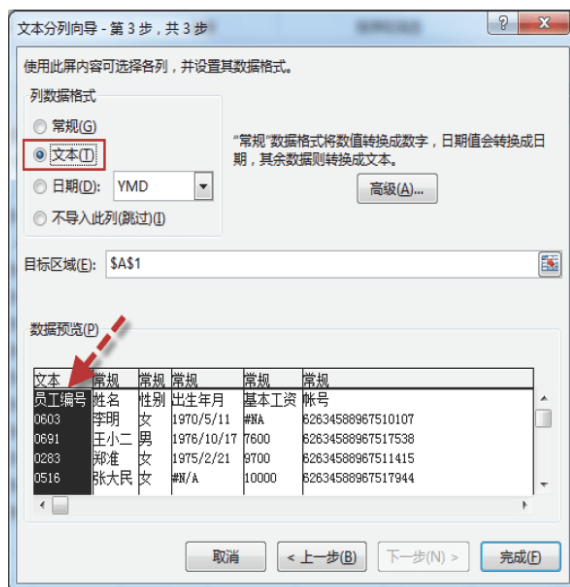 文本分列向导 - 第 3 步，共 3 步
使用此屏内容可选择各列，并设置其数据格式。
列数据格式
常规(G)
文本(T)
日期(D): YMD
不导入此列(跳过)(I)
“常规”数据格式将数值转换成数字，日期值会转换成日
期，其余数据则转换成文本。
高级(A)...
目标区域(E): $A$1
数据预览(P)
文本 常规 常规 常规 常规 常规
员工编号 姓名 性别 出生年月 基本工资 帐号
0603 李明 女 1970/5/11 #NA 62634588967510107
0691 王小二 男 1976/10/17 7600 62634588967517538
0283 郑准 女 1975/2/21 9700 62634588967511415
0516 张大民 女 #N/A 10000 62634588967517944
取消 < 上一步(B) 下一步(N) > 完成(F)